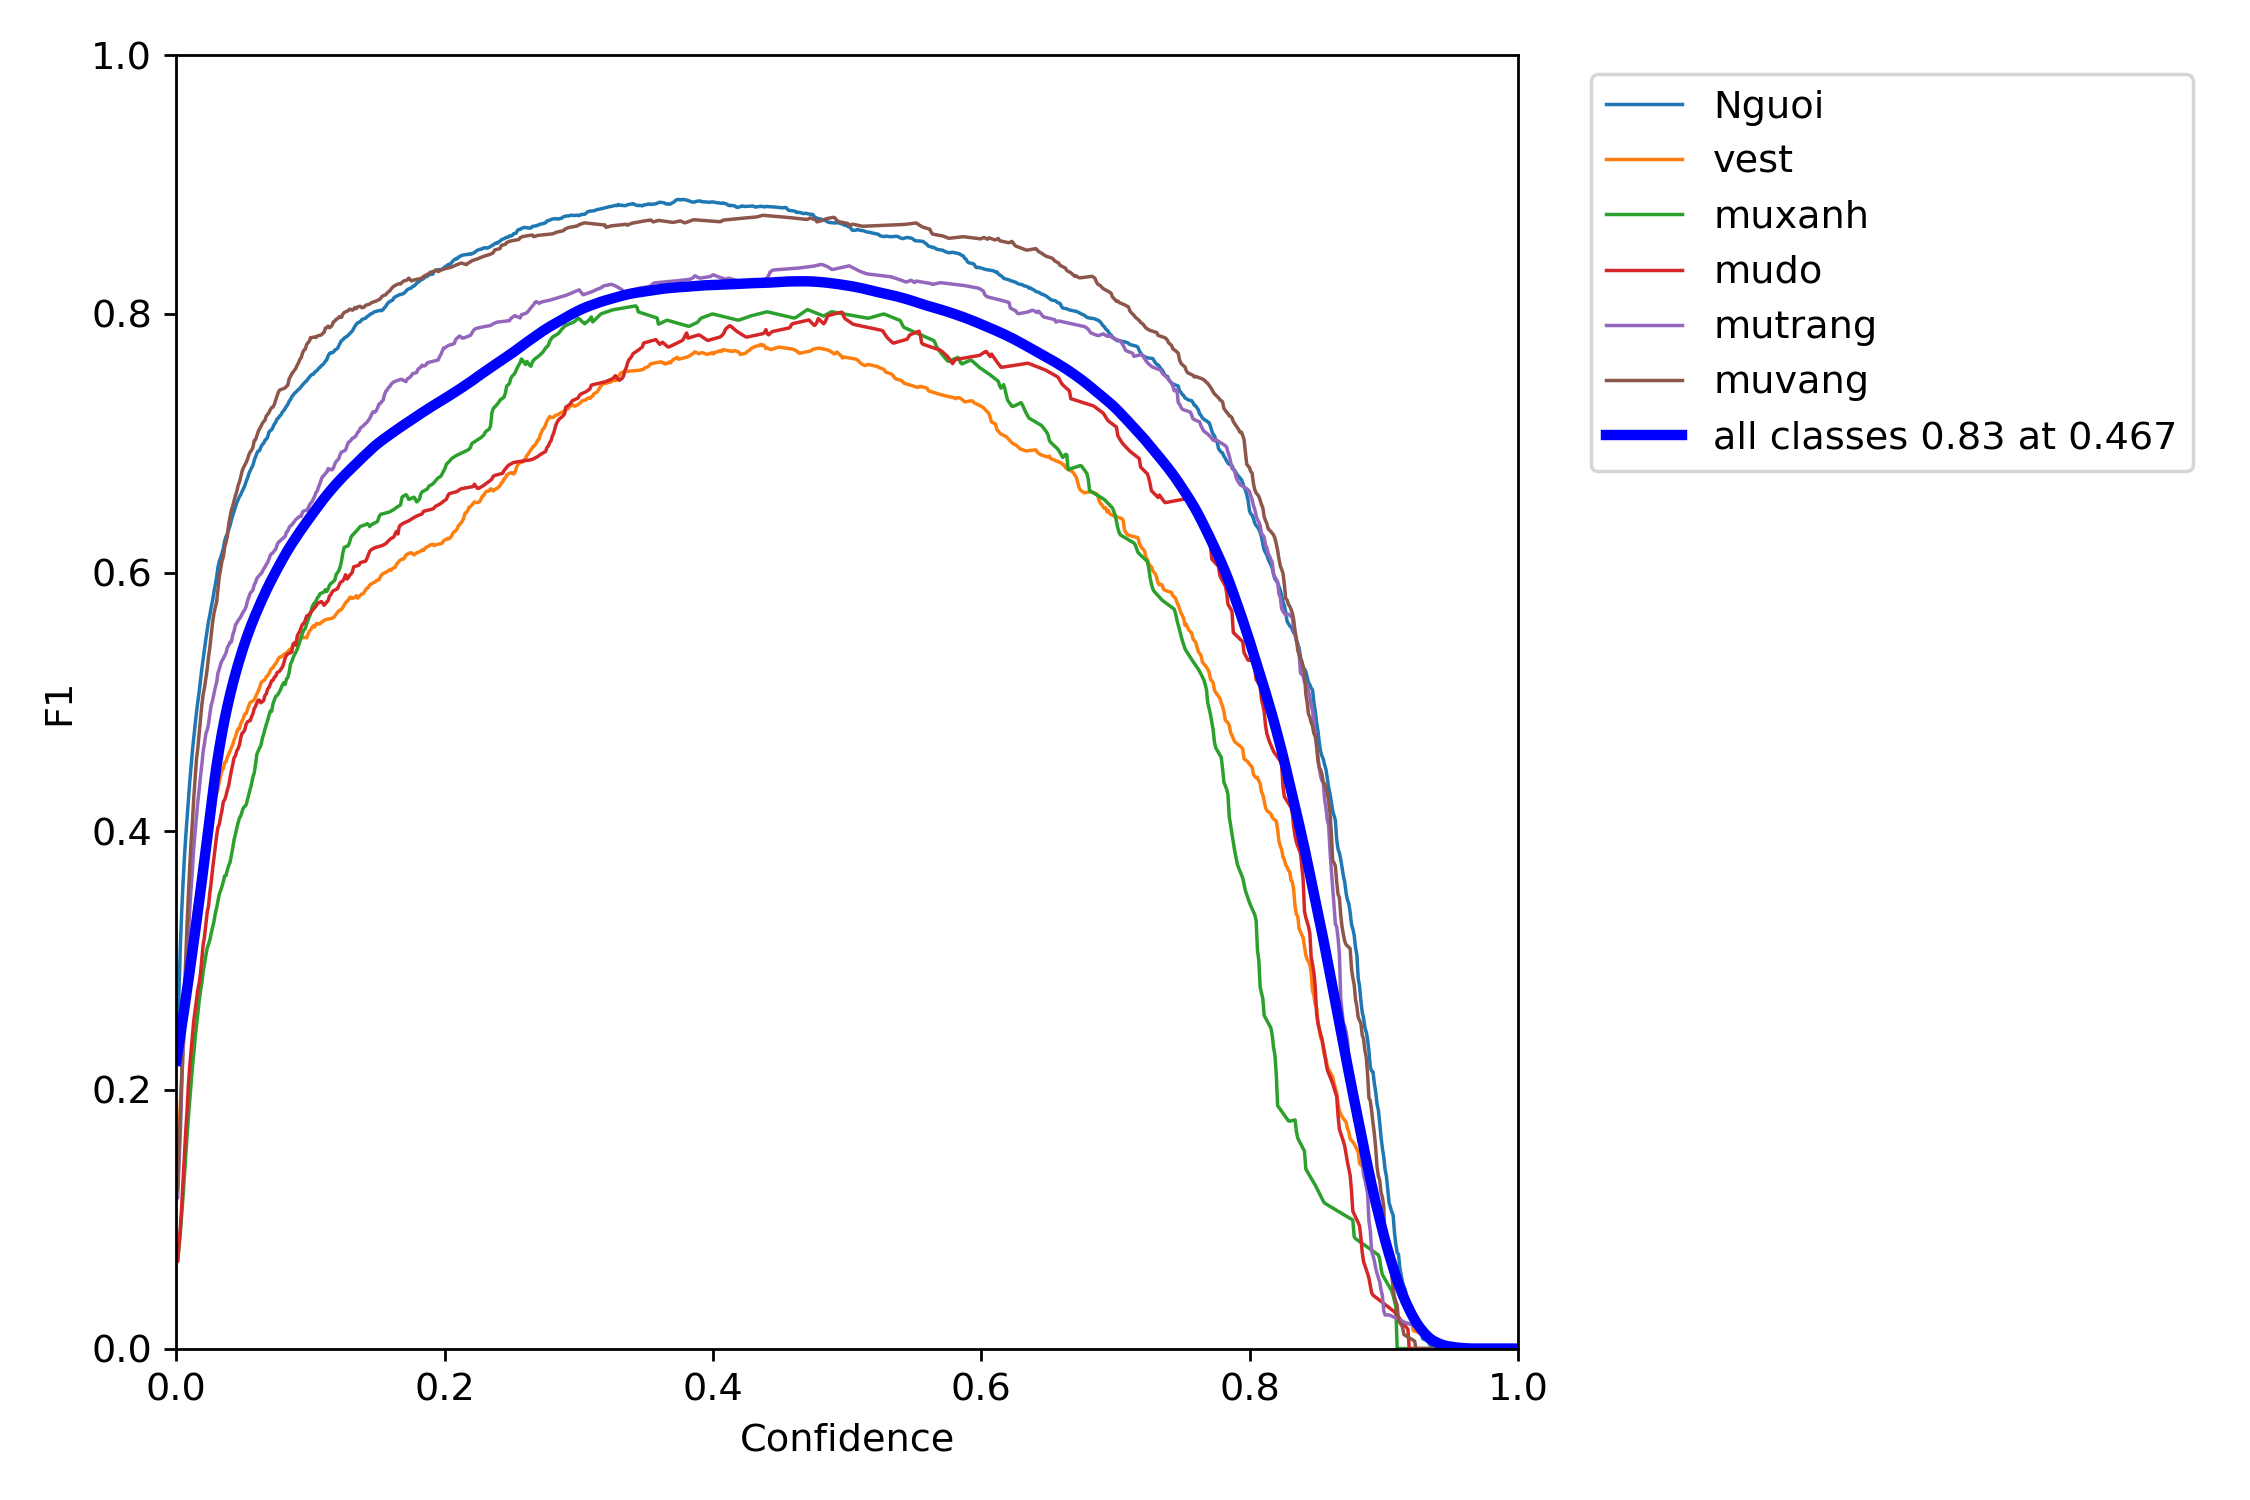 1.0
0.8
0.6
0.4
0.2
0.0
F1
0.0 0.2 0.4 0.6 0.8 1.0
Confidence
Nguoi
vest
muxanh
mudo
mutrang
muvang
all classes 0.83 at 0.467